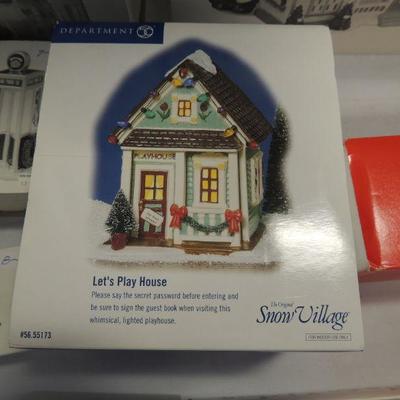 DEPARTMENT 56
PLAYHOUSE
Let's Play House
Please say the secret password before entering and
be sure to sign the guest book when visiting this
whimsical, lighted playhouse.
#56.55173
The Original
Snow Village
FOR INDOOR USE ONLY